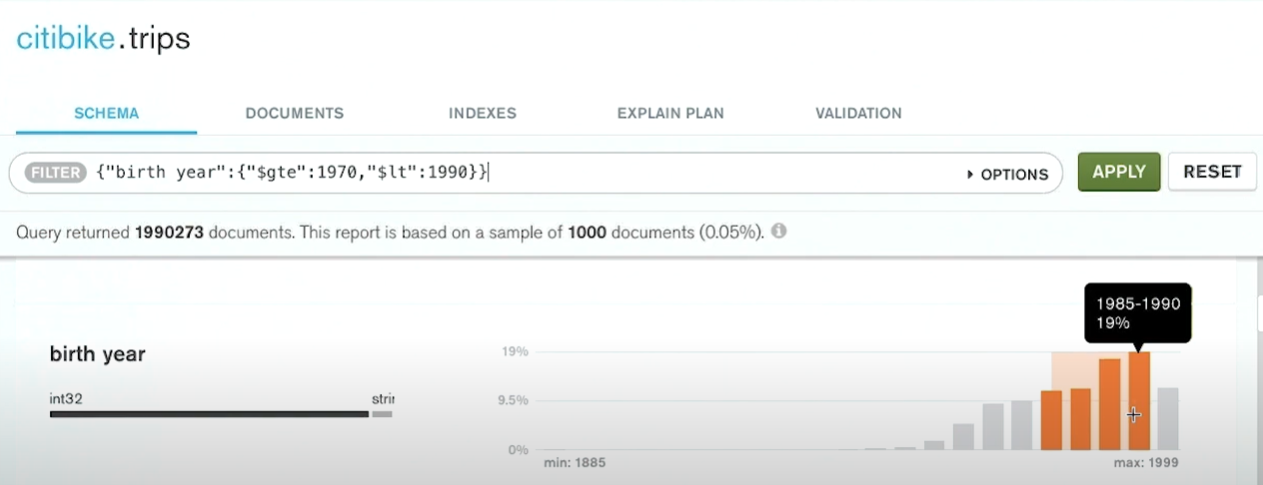 citibike.trips
SCHEMA DOCUMENTS INDEXES EXPLAIN PLAN VALIDATION
FILTER {"birth year":{"$gte":1970,"$lt":1990}} OPTIONS APPLY RESET
Query returned 1990273 documents. This report is based on a sample of 1000 documents (0.05%).
1985-1990
19%
birth year
19%
int32 strin
9.5%
0%
min: 1885 max: 1999